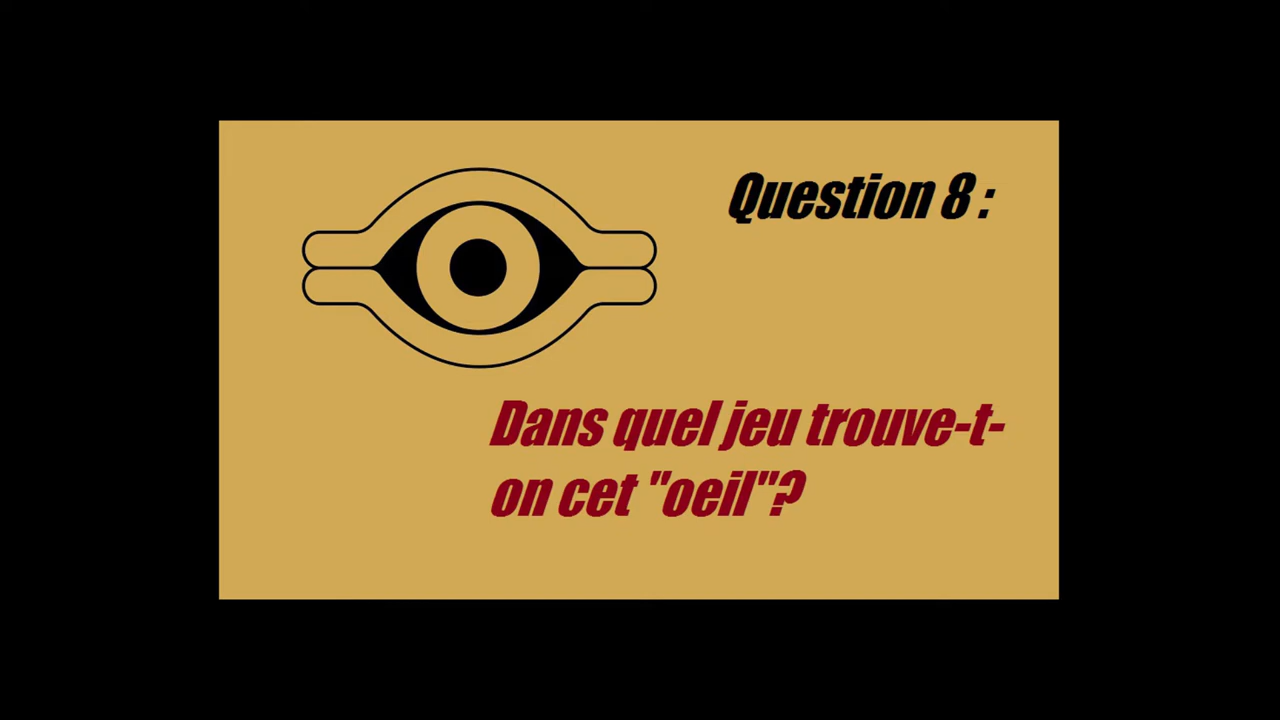 Question 8 :
Dans quel jeu trouve-t-
on cet "oeil"?